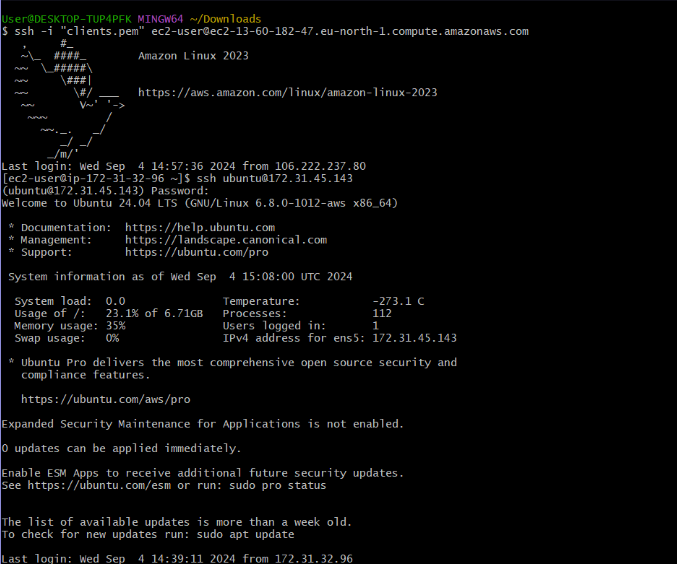 User@DESKTOP-TUP4PFK MINGW64 ~/Downloads
$ ssh -i "clients.pem" ec2-user@ec2-13-60-182-47.eu-north-1.compute.amazonaws.com
   ,     #_
   ~\_  ####_        Amazon Linux 2023
  ~~  \_#####\
  ~~     \###|
  ~~       \#/ ___   https://aws.amazon.com/linux/amazon-linux-2023
   ~~       V~' '->
    ~~~         /
      ~~._.   _/
         _/ _/
       _/m/'
Last login: Wed Sep  4 14:57:36 2024 from 106.222.237.80
[ec2-user@ip-172-31-32-96 ~]$ ssh ubuntu@172.31.45.143
(ubuntu@172.31.45.143) Password:
Welcome to Ubuntu 24.04 LTS (GNU/Linux 6.8.0-1012-aws x86_64)

 * Documentation:  https://help.ubuntu.com
 * Management:     https://landscape.canonical.com
 * Support:        https://ubuntu.com/pro

 System information as of Wed Sep  4 15:08:00 UTC 2024

  System load:  0.0               Temperature:           -273.1 C
  Usage of /:   23.1% of 6.71GB   Processes:             112
  Memory usage: 35%               Users logged in:       1
  Swap usage:   0%                IPv4 address for ens5: 172.31.45.143

 * Ubuntu Pro delivers the most comprehensive open source security and
   compliance features.

   https://ubuntu.com/aws/pro

Expanded Security Maintenance for Applications is not enabled.

0 updates can be applied immediately.

Enable ESM Apps to receive additional future security updates.
See https://ubuntu.com/esm or run: sudo pro status


The list of available updates is more than a week old.
To check for new updates run: sudo apt update

Last login: Wed Sep  4 14:39:11 2024 from 172.31.32.96